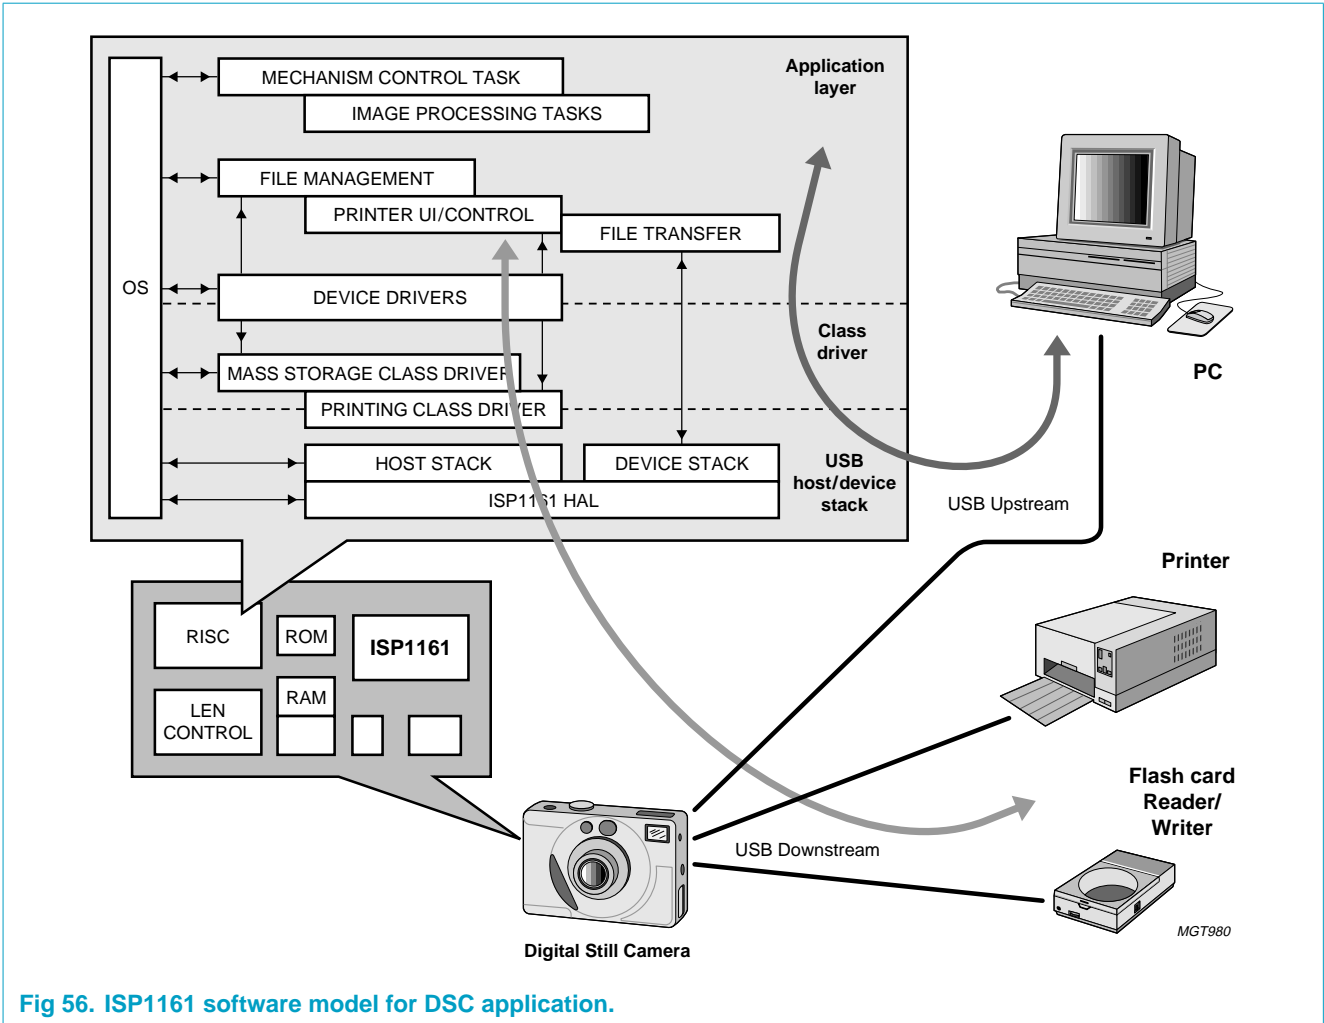 Application
layer
MECHANISM CONTROL TASK
IMAGE PROCESSING TASKS
FILE MANAGEMENT
PRINTER UI/CONTROL
FILE TRANSFER
OS
DEVICE DRIVERS
Class
driver
MASS STORAGE CLASS DRIVER
PRINTING CLASS DRIVER
HOST STACK
DEVICE STACK
USB
host/device
stack
ISP1161 HAL
PC
USB Upstream
Printer
RISC
ROM
ISP1161
RAM
LEN
CONTROL
Flash card
Reader/
Writer
USB Downstream
MGT980
Digital Still Camera
Fig 56. ISP1161 software model for DSC application.